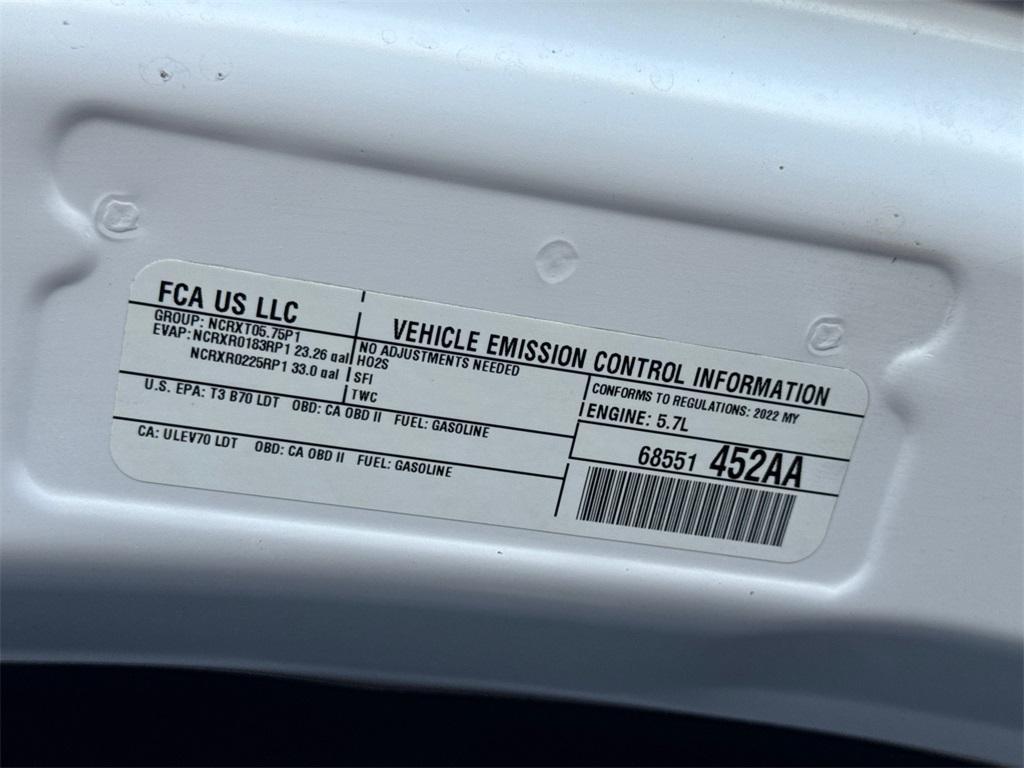 FCA US LLC
VEHICLE EMISSION CONTROL INFORMATION
GROUP: NCRXT05.75P1
EVAP: NCRXR0183RP1 23.26 gal
NCRXR0225RP1 33.0 gal
NO ADJUSTMENTS NEEDED
HO2S
SFI
TWC
CONFORMS TO REGULATIONS: 2022 MY
ENGINE: 5.7L
U.S. EPA: T3 B70 LDT OBD: CA OBD II FUEL: GASOLINE
68551 452AA
CA: ULEV70 LDT OBD: CA OBD II FUEL: GASOLINE